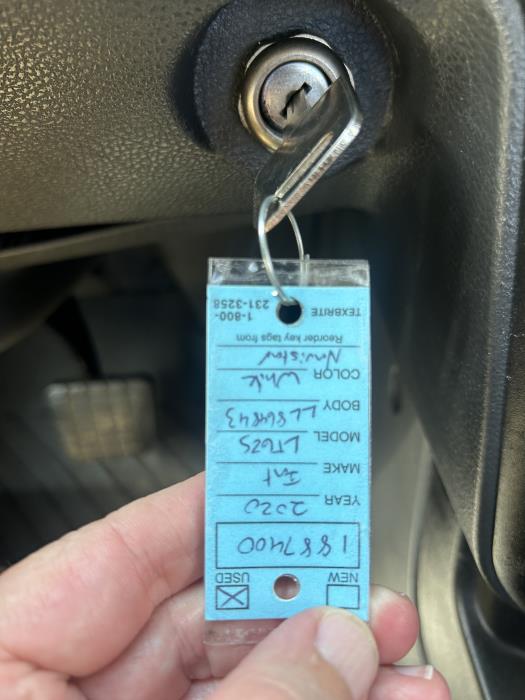 NEW USED
1887400
YEAR 2020
MAKE Int
MODEL LT625
BODY LL864843
COLOR White
Navistar
Reorder key tags from
TEXBRITE 1-800-
231-3258